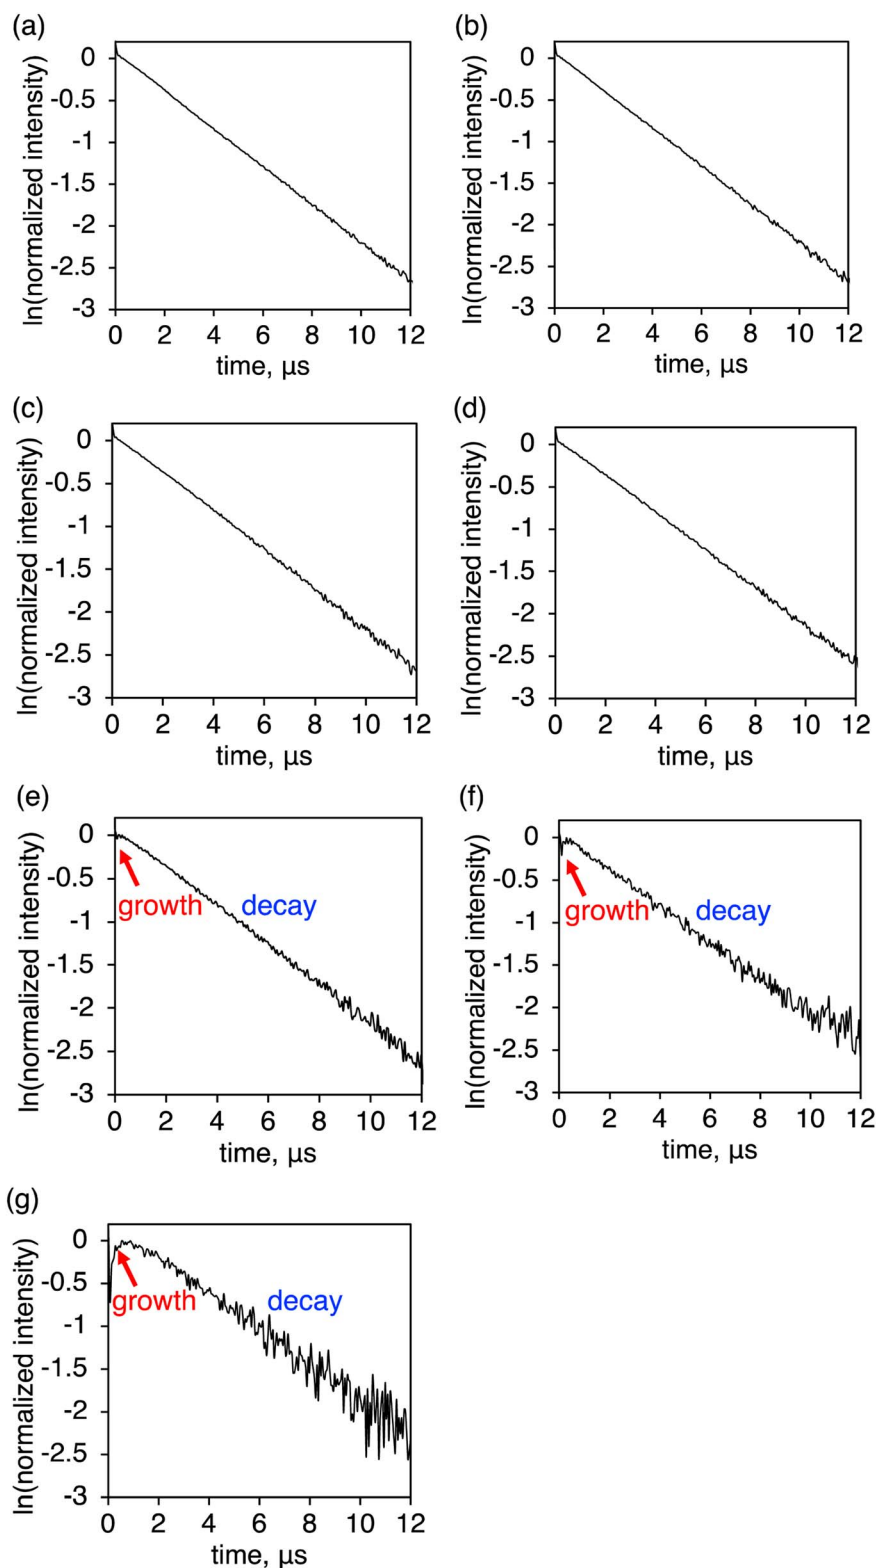 (a)
ln(normalized intensity)
0
-0.5
-1
-1.5
-2
-2.5
-3
0 2 4 6 8 10 12
time, μs
(b)
ln(normalized intensity)
0
-0.5
-1
-1.5
-2
-2.5
-3
0 2 4 6 8 10 12
time, μs
(c)
ln(normalized intensity)
0
-0.5
-1
-1.5
-2
-2.5
-3
0 2 4 6 8 10 12
time, μs
(d)
ln(normalized intensity)
0
-0.5
-1
-1.5
-2
-2.5
-3
0 2 4 6 8 10 12
time, μs
(e)
ln(normalized intensity)
0
-0.5
-1
-1.5
-2
-2.5
-3
growth decay
0 2 4 6 8 10 12
time, μs
(f)
ln(normalized intensity)
0
-0.5
-1
-1.5
-2
-2.5
-3
growth decay
0 2 4 6 8 10 12
time, μs
(g)
ln(normalized intensity)
0
-0.5
-1
-1.5
-2
-2.5
-3
growth decay
0 2 4 6 8 10 12
time, μs